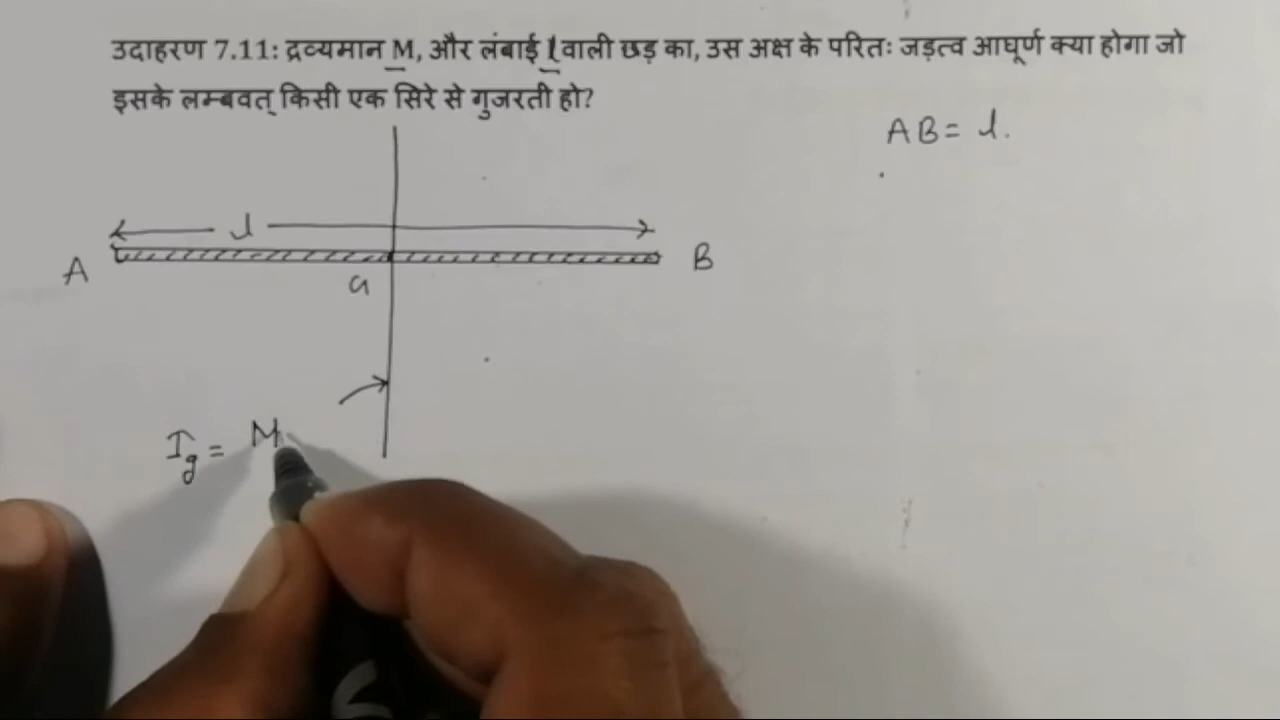 उदाहरण 7.11: द्रव्यमान M, और लंबाई l वाली छड़ का, उस अक्ष के परितः जड़त्व आघूर्ण क्या होगा जो
इसके लम्बवत् किसी एक सिरे से गुजरती हो?
AB = l.
l
A
B
G
Ig = M